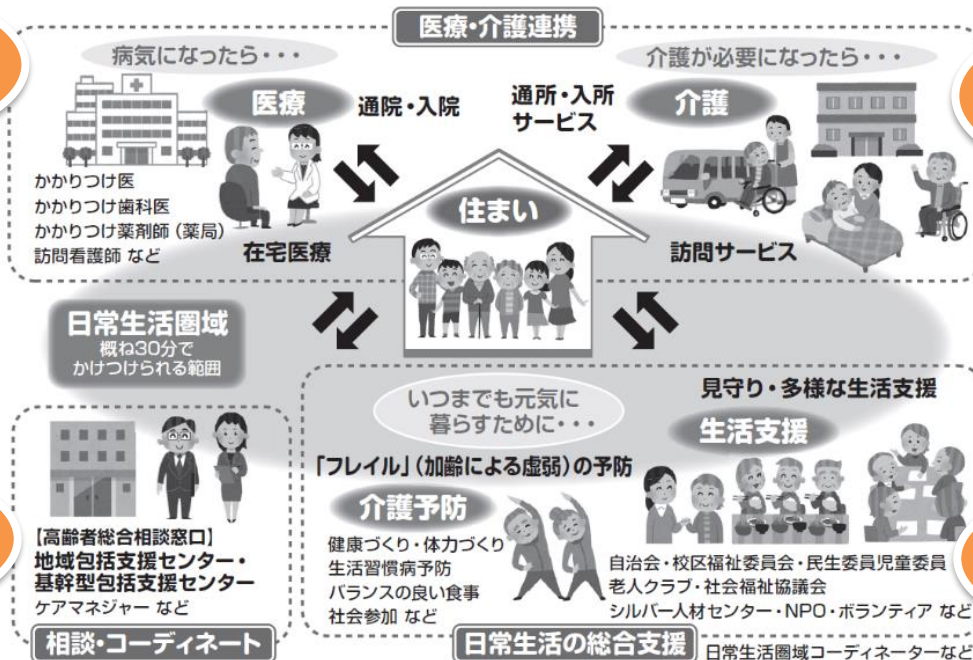 医療・介護連携
病気になったら・・・
医療
通院・入院
かかりつけ医
かかりつけ歯科医
かかりつけ薬剤師（薬局）
訪問看護師 など
在宅医療
介護が必要になったら・・・
通所・入所
サービス
介護
訪問サービス
住まい
日常生活圏域
概ね30分で
かけつけられる範囲
【高齢者総合相談窓口】
地域包括支援センター・
基幹型包括支援センター
ケアマネジャー など
相談・コーディネート
いつまでも元気に
暮らすために・・・
「フレイル」（加齢による虚弱）の予防
介護予防
健康づくり・体力づくり
生活習慣病予防
バランスの良い食事
社会参加 など
見守り・多様な生活支援
生活支援
自治会・校区福祉委員会・民生委員児童委員
老人クラブ・社会福祉協議会
シルバー人材センター・NPO・ボランティア など
日常生活の総合支援
日常生活圏域コーディネーターなど